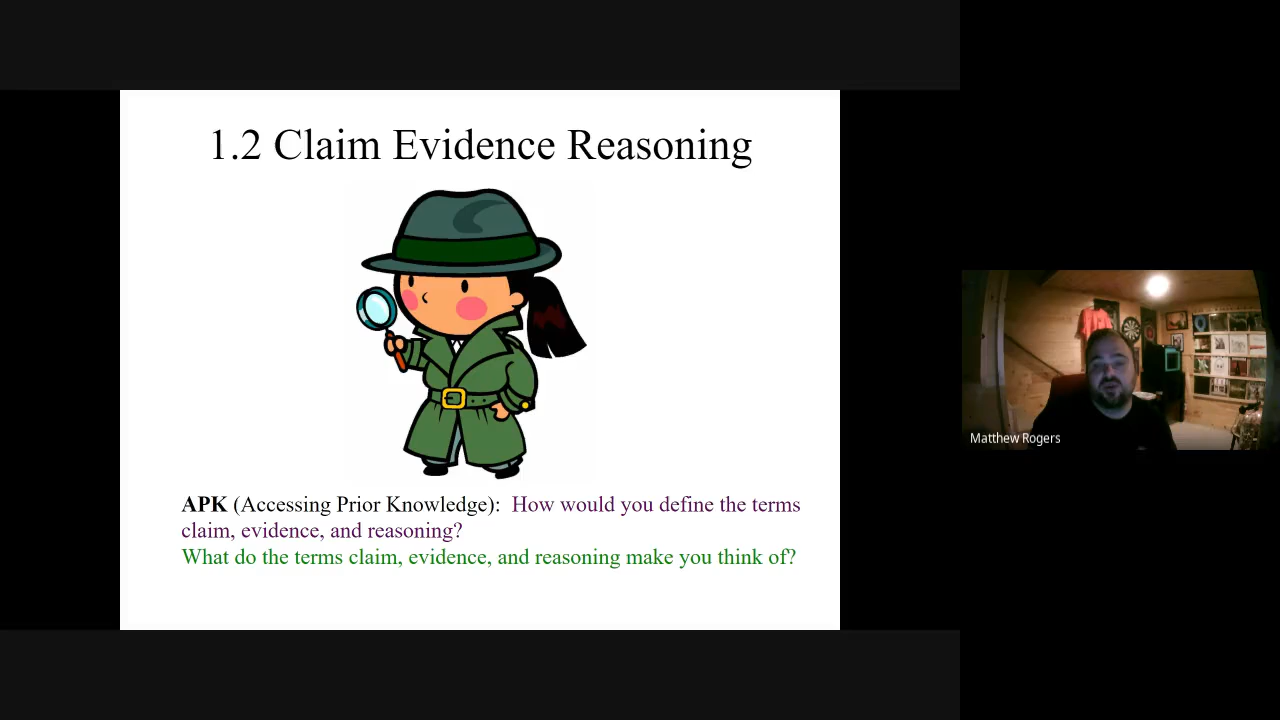 1.2 Claim Evidence Reasoning
APK (Accessing Prior Knowledge):  How would you define the terms
claim, evidence, and reasoning?
What do the terms claim, evidence, and reasoning make you think of?
Matthew Rogers